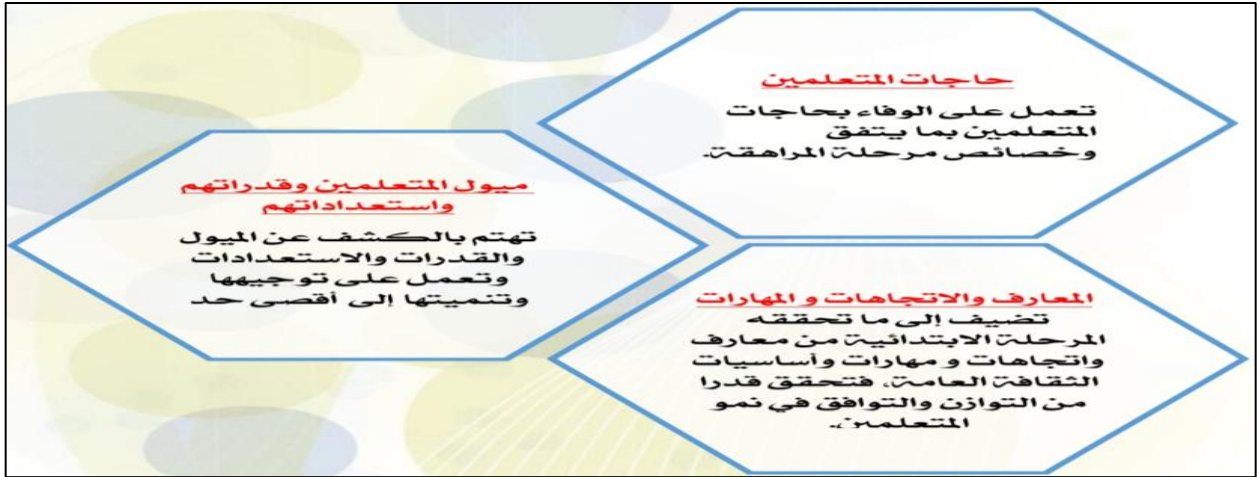 حاجات المتعلمين
تعمل على الوفاء بحاجات
المتعلمين بما يتفق
وخصائص مرحلة المراهقة.
ميول المتعلمين وقدراتهم
واستعداداتهم
تهتم بالكشف عن الميول
والقدرات والاستعدادات
وتعمل على توجيهها
وتنميتها إلى أقصى حد
المعارف والاتجاهات و المهارات
تضيف إلى ما تحققه
المرحلة الابتدائية من معارف
واتجاهات و مهارات وأساسيات
الثقافة العامة، فتحقق قدرا
من التوازن والتوافق في نمو
المتعلمين.